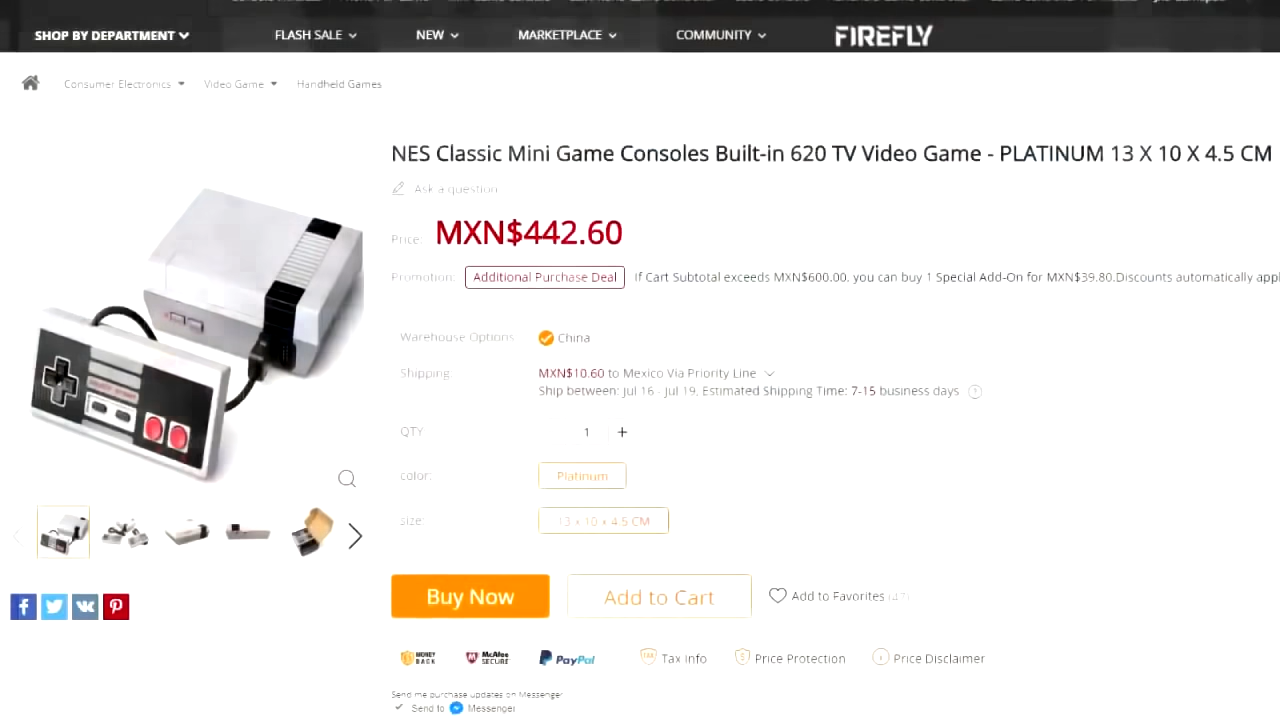 SHOP BY DEPARTMENT
FLASH SALE
NEW
MARKETPLACE
COMMUNITY
FIREFLY
Consumer Electronics
Video Game
Handheld Games
NES Classic Mini Game Consoles Built-in 620 TV Video Game - PLATINUM 13 X 10 X 4.5 CM
Ask a question
Price: MXN$442.60
Promotion: Additional Purchase Deal If Cart Subtotal exceeds MXN$600.00, you can buy 1 Special Add-On for MXN$39.80.Discounts automatically appl
Warehouse Options: China
Shipping: MXN$10.60 to Mexico Via Priority Line
Ship between: Jul 16 - Jul 19, Estimated Shipping Time: 7-15 business days
QTY 1 +
color: Platinum
size: 13 x 10 x 4.5 CM
Buy Now
Add to Cart
Add to Favorites (47)
MONEY BACK
McAfee SECURE
PayPal
TAX Tax Info
Price Protection
Price Disclaimer
Send me purchase updates on Messenger
Send to Messenger